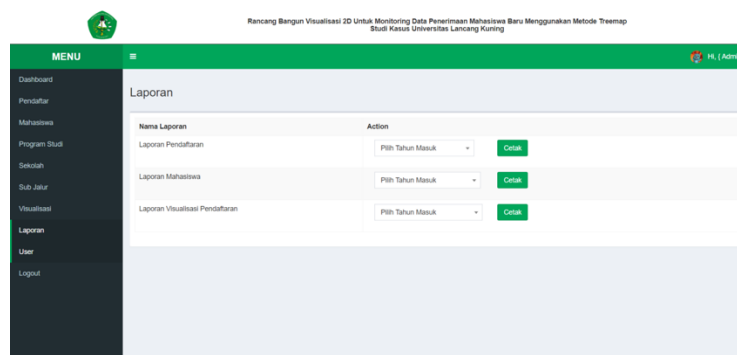 Rancang Bangun Visualisasi 2D Untuk Monitoring Data Penerimaan Mahasiswa Baru Menggunakan Metode Treemap
Studi Kasus Universitas Lancang Kuning
MENU
Hi, ( Admi
Dashboard
Pendaftar
Mahasiswa
Program Studi
Sekolah
Sub Jalur
Visualisasi
Laporan
User
Logout
Laporan
Nama Laporan Action
Laporan Pendaftaran Pilih Tahun Masuk Cetak
Laporan Mahasiswa Pilih Tahun Masuk Cetak
Laporan Visualisasi Pendaftaran Pilih Tahun Masuk Cetak